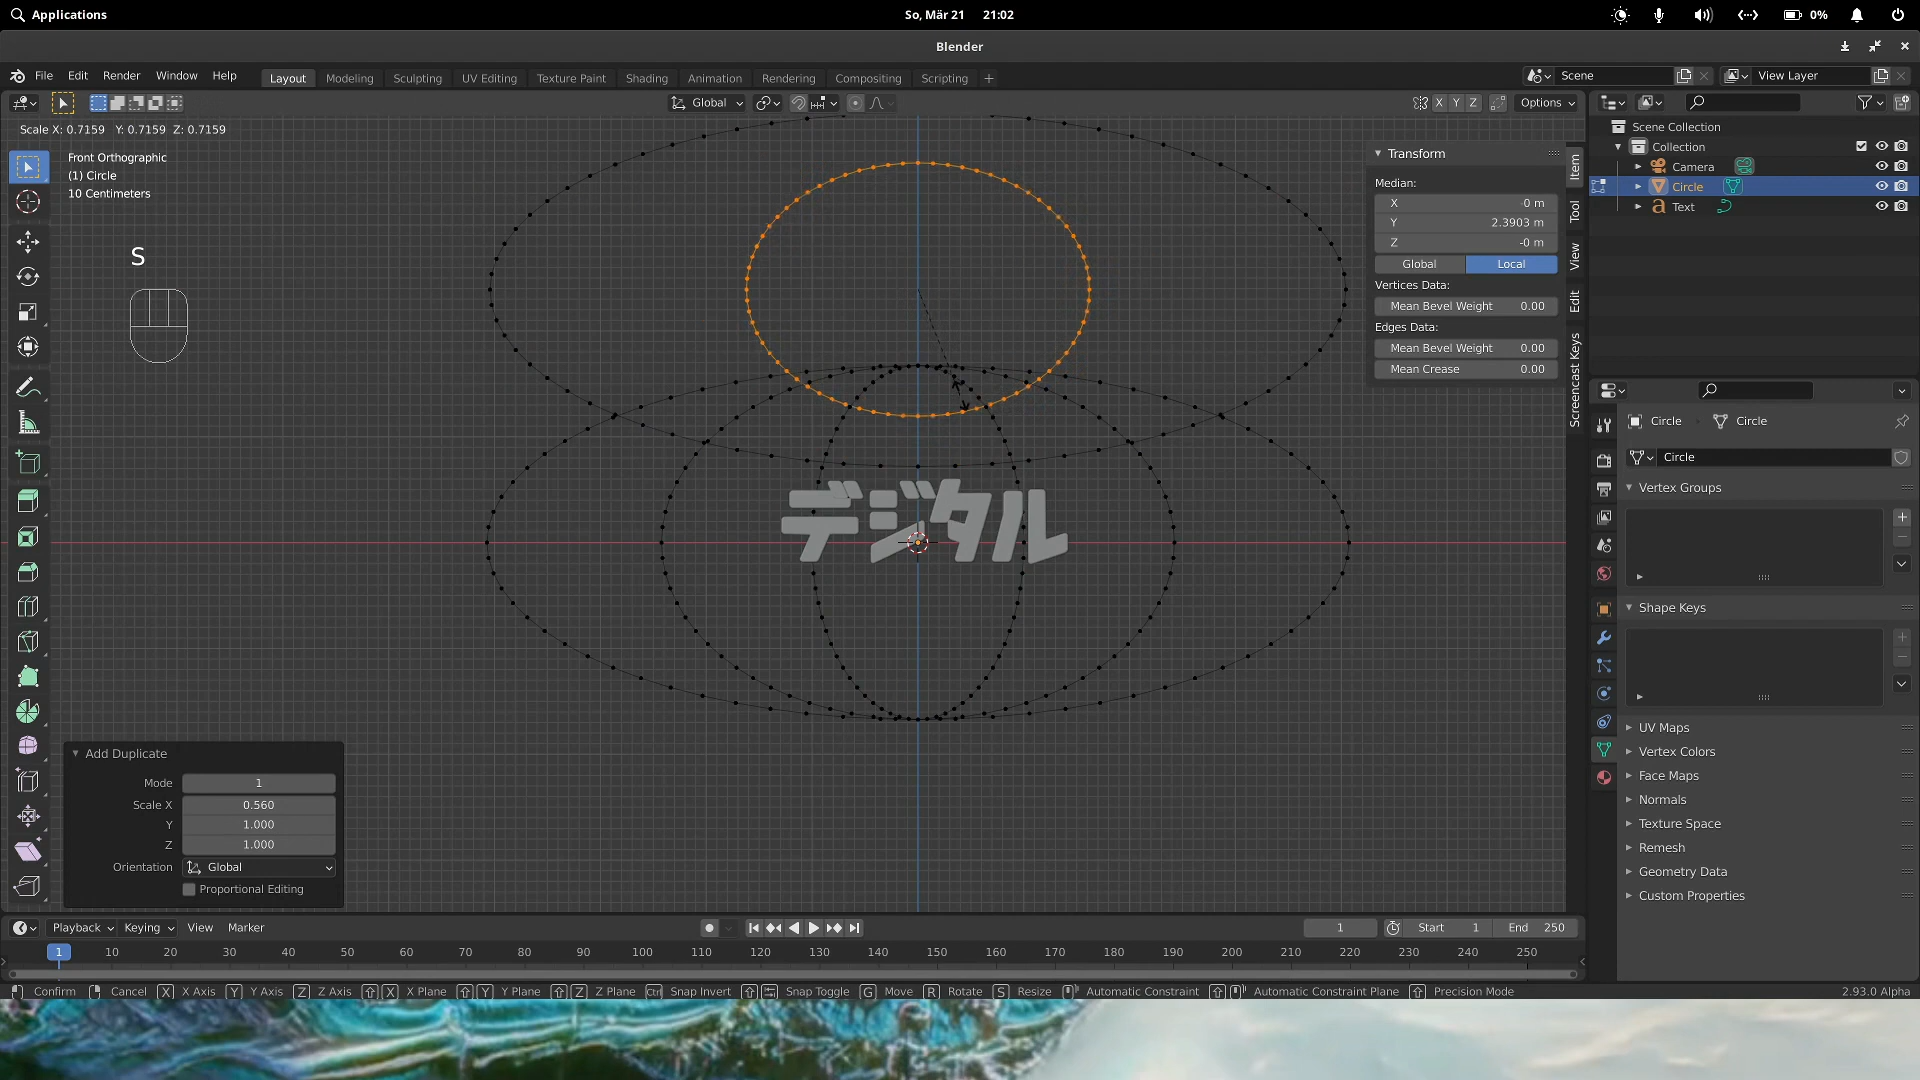 Applications
So, Mär 21 21:02
0%
Blender
File Edit Render Window Help
Layout Modeling Sculpting UV Editing Texture Paint Shading Animation Rendering Compositing Scripting +
Scene
View Layer
Global
X Y Z
Options
Scale X: 0.7159 Y: 0.7159 Z: 0.7159
Front Orthographic
(1) Circle
10 Centimeters
S
Transform
Median:
X -0 m
Y 2.3903 m
Z -0 m
Global Local
Vertices Data:
Mean Bevel Weight 0.00
Edges Data:
Mean Bevel Weight 0.00
Mean Crease 0.00
Item
Tool
View
Edit
Screencast Keys
Scene Collection
Collection
Camera
Circle
Text
Circle Circle
Circle
Vertex Groups
Shape Keys
UV Maps
Vertex Colors
Face Maps
Normals
Texture Space
Remesh
Geometry Data
Custom Properties
デジタル
Add Duplicate
Mode 1
Scale X 0.560
Y 1.000
Z 1.000
Orientation Global
Proportional Editing
Playback Keying View Marker
1
Start 1
End 250
1 10 20 30 40 50 60 70 80 90 100 110 120 130 140 150 160 170 180 190 200 210 220 230 240 250
Confirm Cancel X X Axis Y Y Axis Z Z Axis X X Plane Y Y Plane Z Z Plane Ctrl Snap Invert Snap Toggle G Move R Rotate S Resize Automatic Constraint Automatic Constraint Plane Precision Mode
2.93.0 Alpha